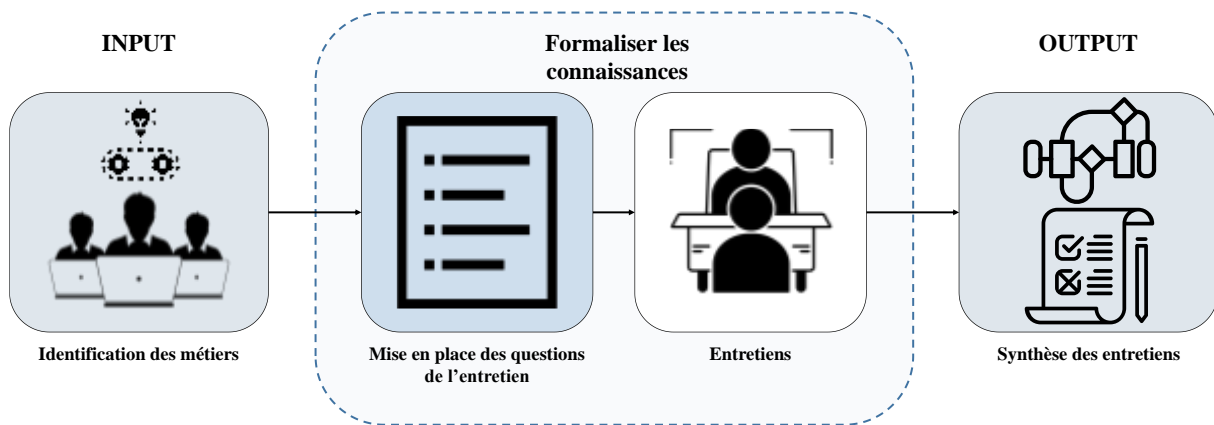 INPUT
Formaliser les
connaissances
OUTPUT
Identification des métiers
Mise en place des questions
de l’entretien
Entretiens
Synthèse des entretiens